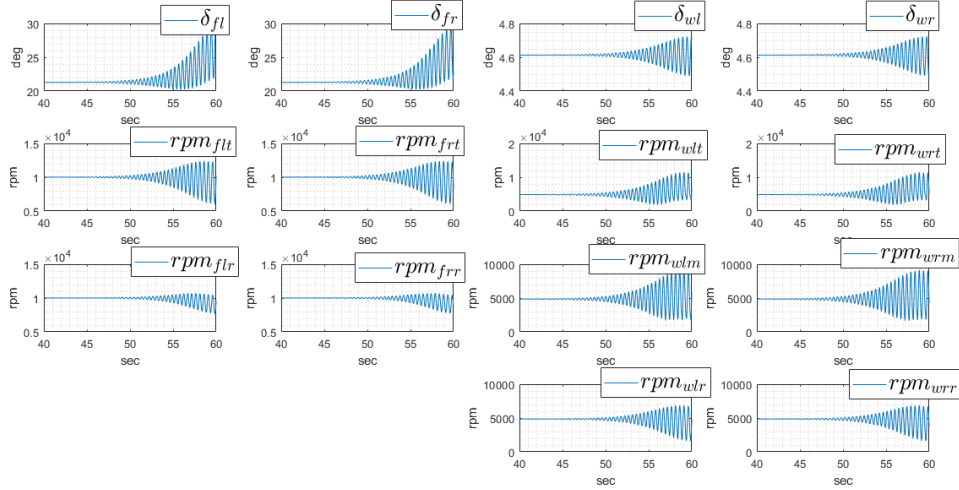 δ_fl
δ_fr
δ_wl
δ_wr
30
25
20
deg
40 45 50 55 60
sec
30
25
20
deg
40 45 50 55 60
sec
4.8
4.6
4.4
deg
40 45 50 55 60
sec
4.8
4.6
4.4
deg
40 45 50 55 60
sec
×10^4
rpm_flt
1.5
1
0.5
rpm
40 45 50 55 60
sec
×10^4
rpm_frt
1.5
1
0.5
rpm
40 45 50 55 60
sec
×10^4
rpm_wlt
2
1
0
rpm
40 45 50 55 60
sec
×10^4
rpm_wrt
2
1
0
rpm
40 45 50 55 60
sec
×10^4
rpm_flr
1.5
1
0.5
rpm
40 45 50 55 60
sec
×10^4
rpm_frr
1.5
1
0.5
rpm
40 45 50 55 60
sec
rpm_wlm
10000
5000
0
rpm
40 45 50 55 60
sec
rpm_wrm
10000
5000
0
rpm
40 45 50 55 60
sec
rpm_wlr
10000
5000
0
rpm
40 45 50 55 60
sec
rpm_wrr
10000
5000
0
rpm
40 45 50 55 60
sec